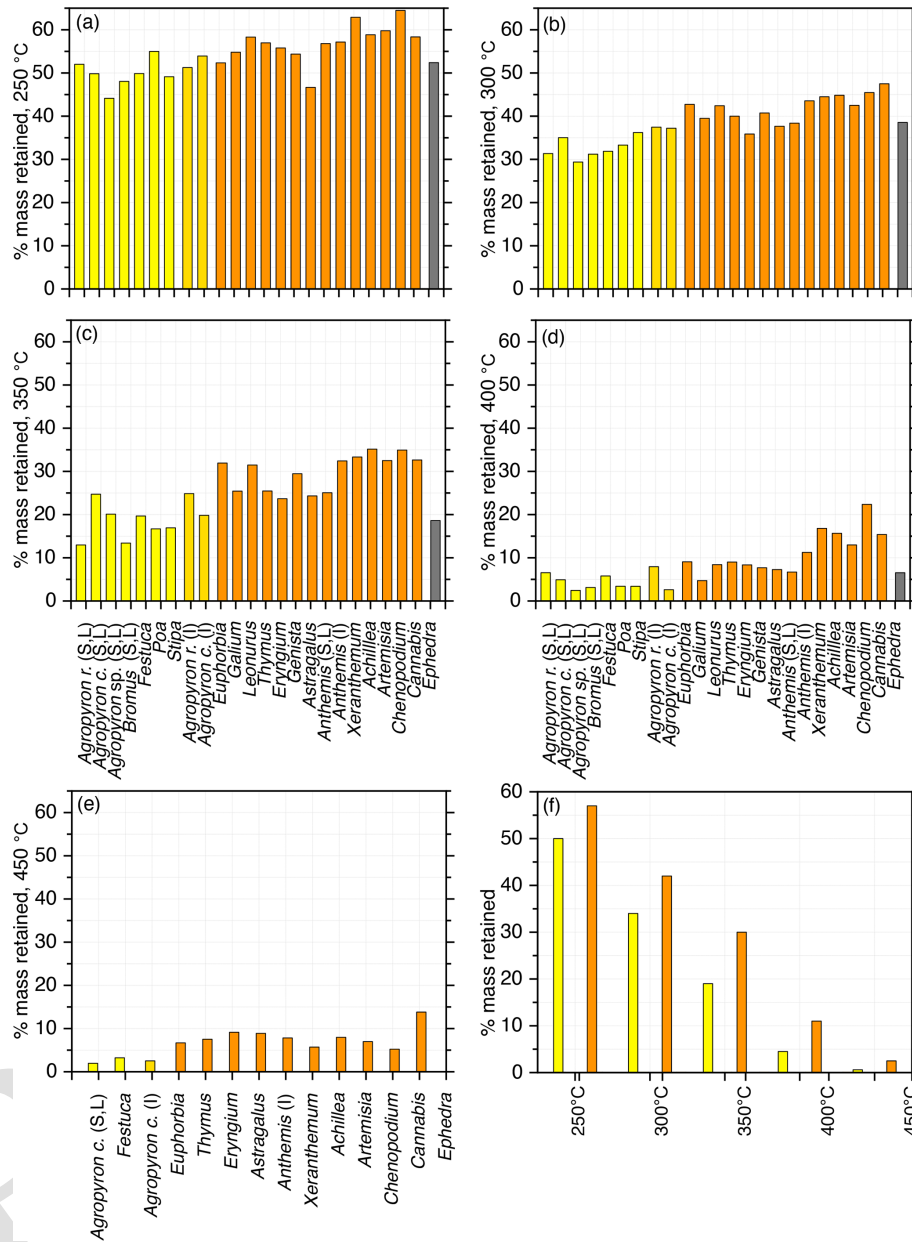 (a)
% mass retained, 250 °C
60
50
40
30
20
10
0
(b)
% mass retained, 300 °C
60
50
40
30
20
10
0
(c)
% mass retained, 350 °C
60
50
40
30
20
10
0
Agropyron r. (S,L)
Agropyron c. (S,L)
Agropyron sp. (S,L)
Bromus (S,L)
Festuca
Poa
Stipa
Agropyron r. (I)
Agropyron c. (I)
Euphorbia
Galium
Leonurus
Thymus
Eryngium
Genista
Astragalus
Anthemis (S,L)
Anthemis (I)
Xeranthemum
Achillea
Artemisia
Chenopodium
Cannabis
Ephedra
(d)
% mass retained, 400 °C
60
50
40
30
20
10
0
Agropyron r. (S,L)
Agropyron c. (S,L)
Agropyron sp. (S,L)
Bromus (S,L)
Festuca
Poa
Stipa
Agropyron r. (I)
Agropyron c. (I)
Euphorbia
Galium
Leonurus
Thymus
Eryngium
Genista
Astragalus
Anthemis (S,L)
Anthemis (I)
Xeranthemum
Achillea
Artemisia
Chenopodium
Cannabis
Ephedra
(e)
% mass retained, 450 °C
60
50
40
30
20
10
0
Agropyron c. (S,L)
Festuca
Agropyron c. (I)
Euphorbia
Thymus
Eryngium
Astragalus
Anthemis (I)
Xeranthemum
Achillea
Artemisia
Chenopodium
Cannabis
Ephedra
(f)
% mass retained
60
50
40
30
20
10
0
250°C
300°C
350°C
400°C
450°C